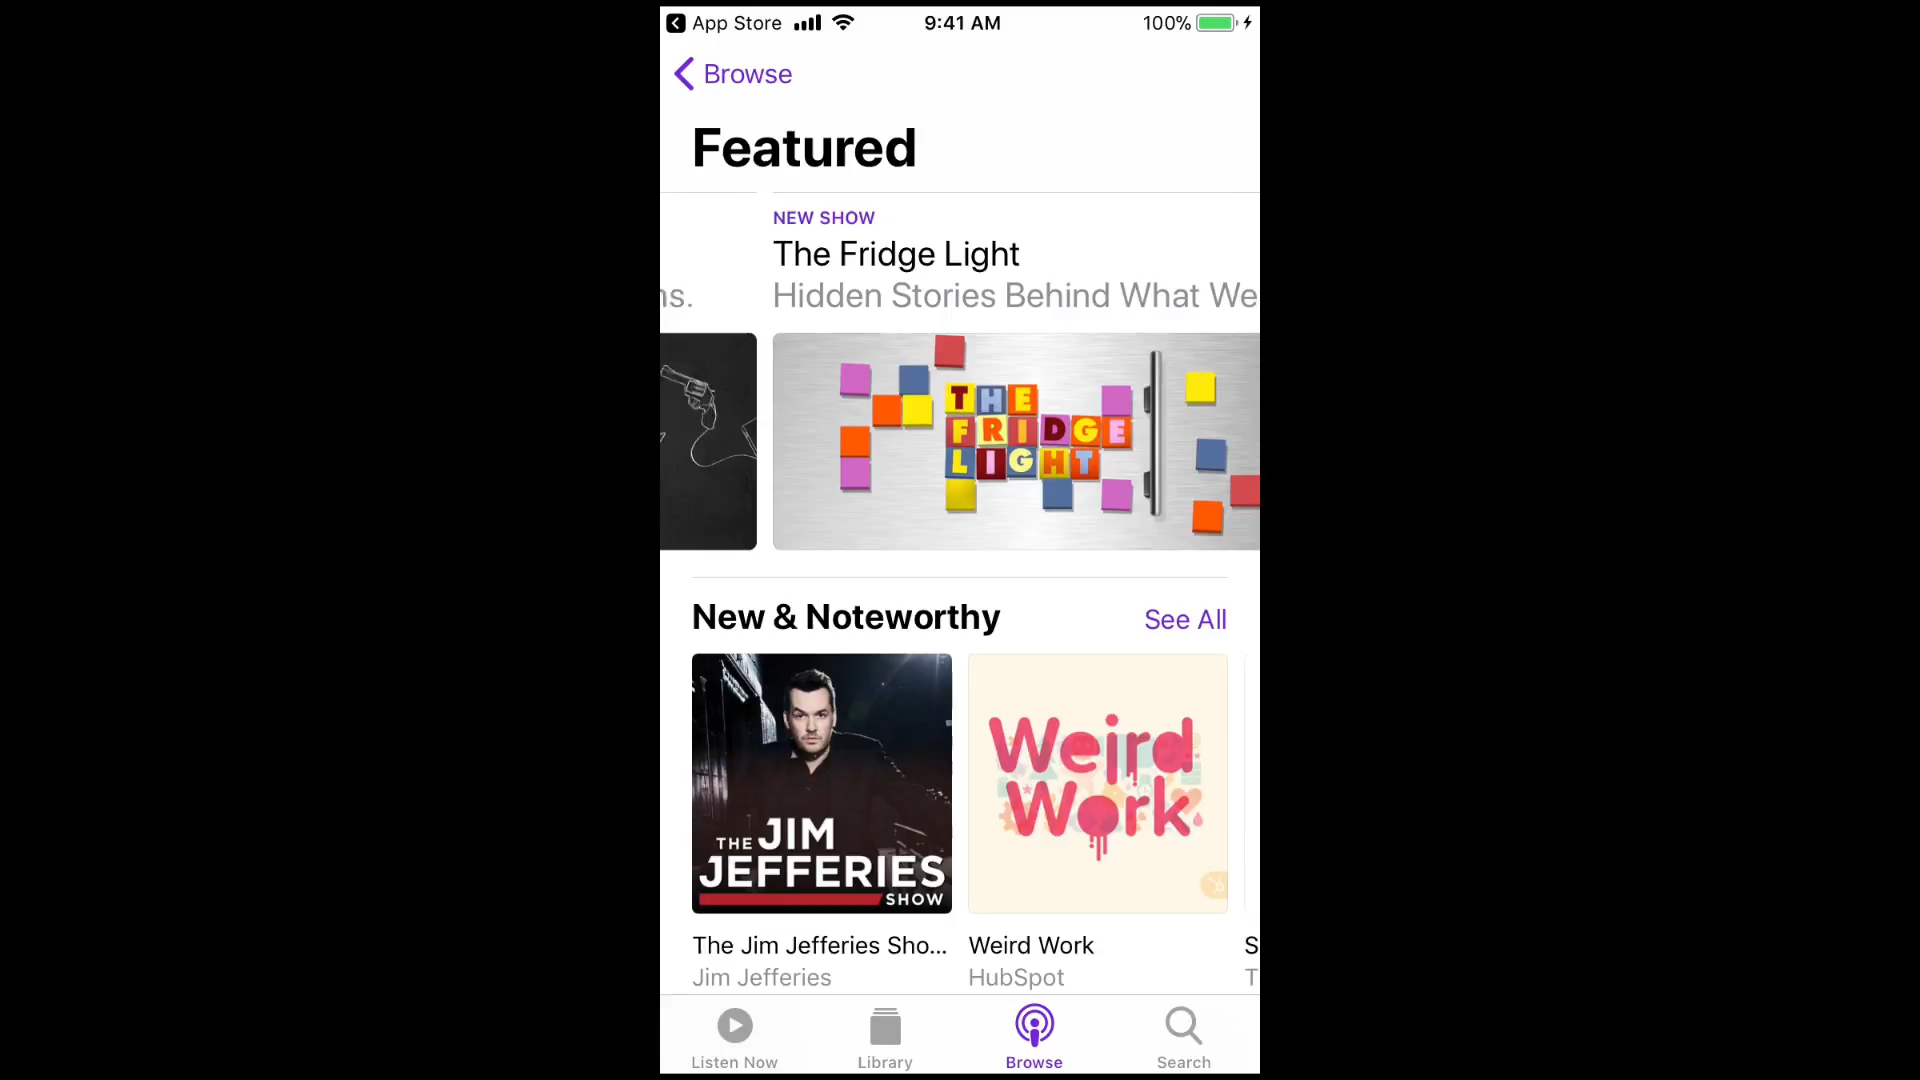 App Store
9:41 AM
100%
Browse
Featured
NEW SHOW
The Fridge Light
ns.
Hidden Stories Behind What We
THE
FRIDGE
LIGHT
New & Noteworthy
See All
THE JIM
JEFFERIES
SHOW
Weird
Work
The Jim Jefferies Sho...
Weird Work
S
Jim Jefferies
HubSpot
T
Listen Now
Library
Browse
Search